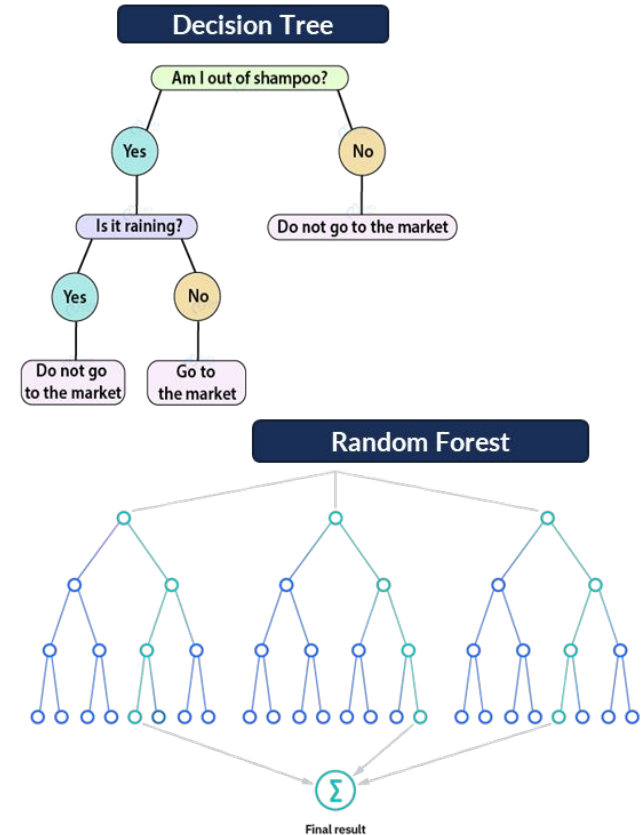 Decision Tree
Am I out of shampoo?
Yes
No
Is it raining?
Do not go to the market
Yes
No
Do not go
to the market
Go to
the market
Random Forest
Σ
Final result